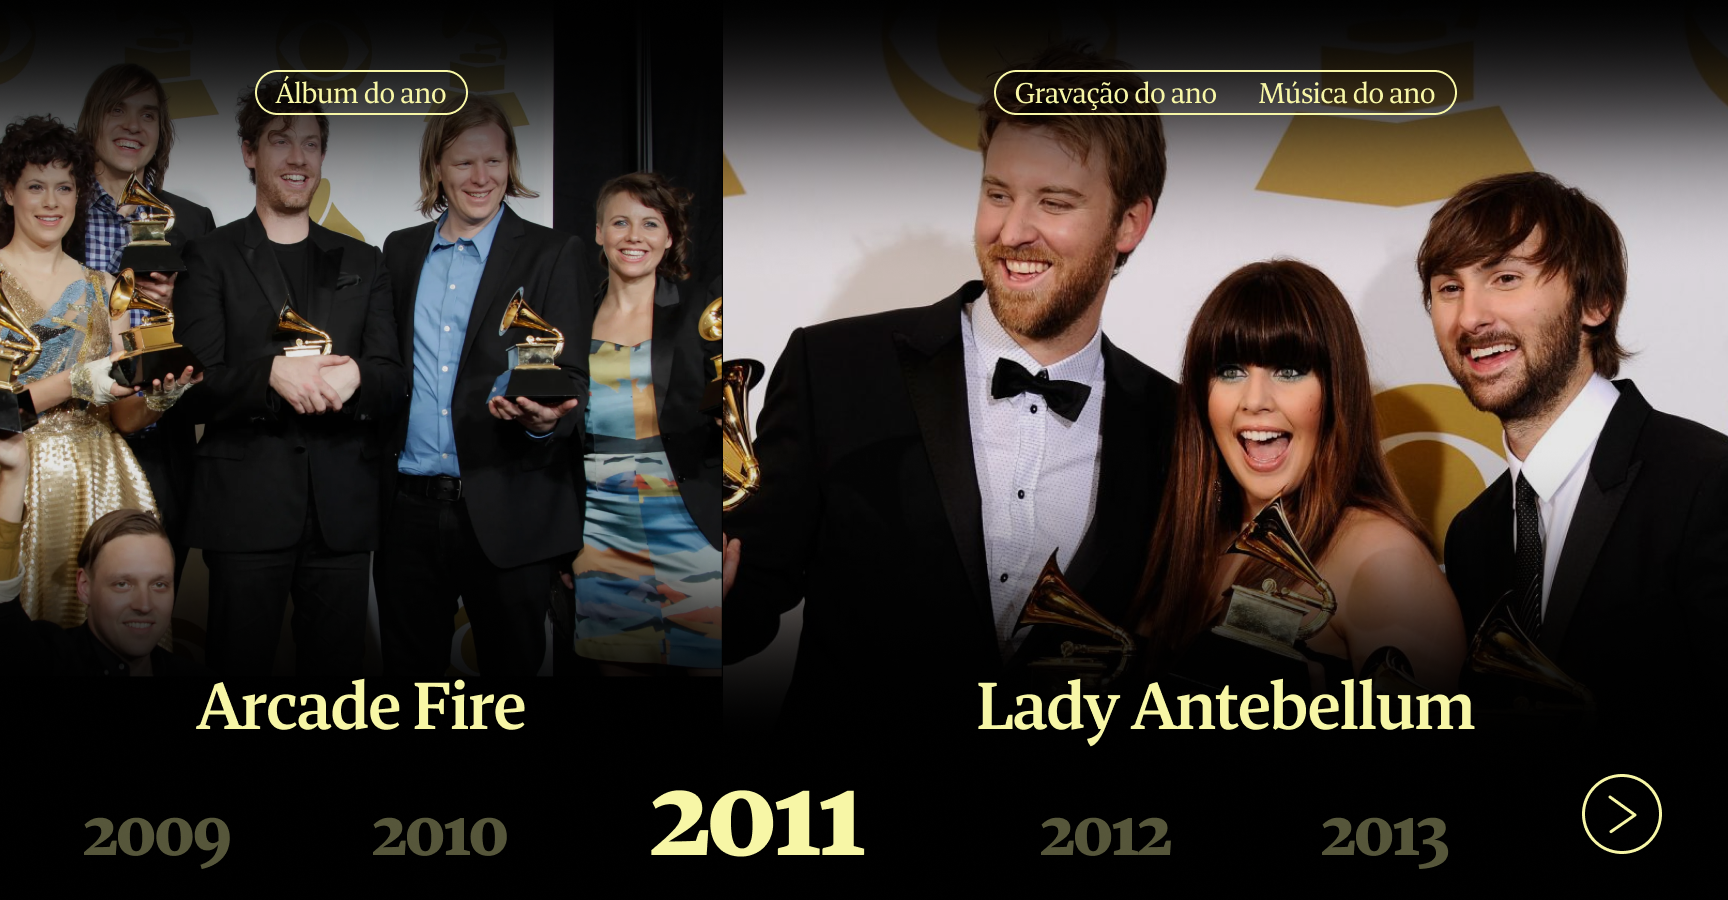 Álbum do ano
Gravação do ano Música do ano
Arcade Fire
Lady Antebellum
2009 2010 2011 2012 2013